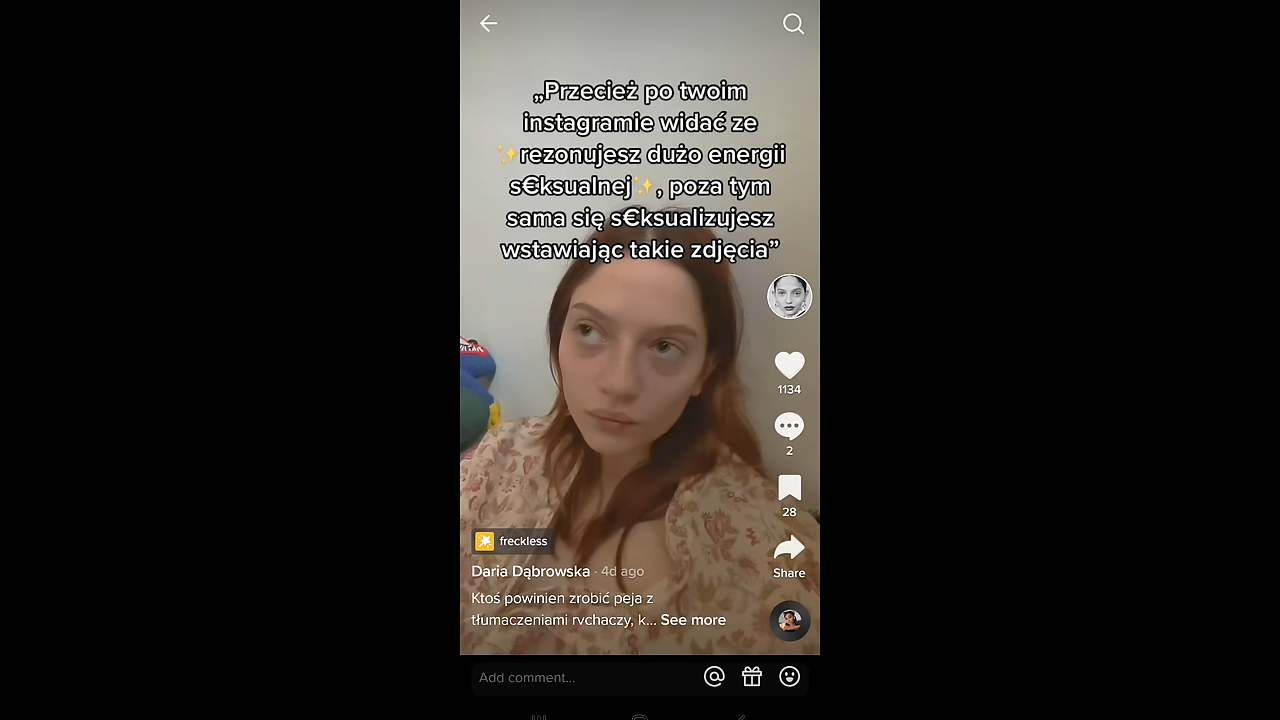 „Przecież po twoim
instagramie widać ze
✨rezonujesz dużo energii
s€ksualnej✨, poza tym
sama się s€ksualizujesz
wstawiając takie zdjęcia”
1134
2
28
Share
freckless
Daria Dąbrowska · 4d ago
Ktoś powinien zrobić peja z
tłumaczeniami rvchaczy, k... See more
Add comment...